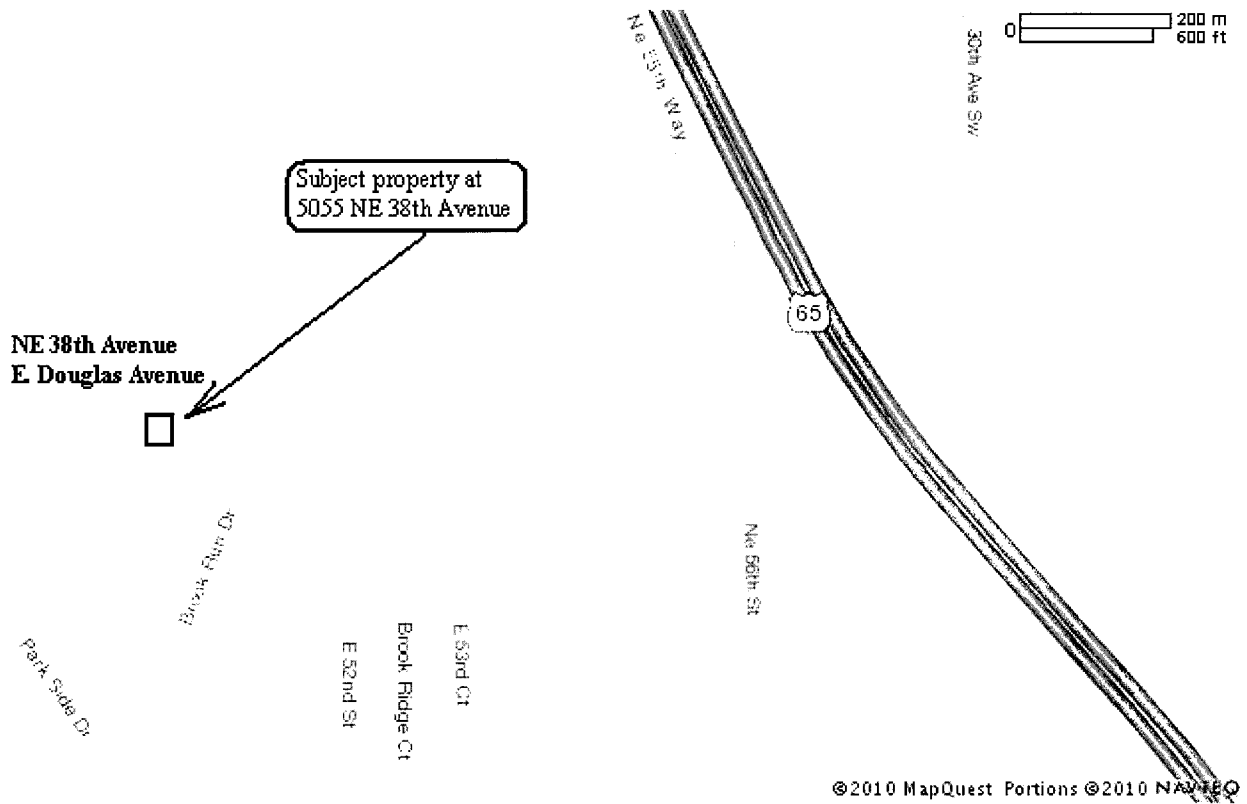 Ne 56th Way
30th Ave Sw
0
200 m
600 ft
Subject property at
5055 NE 38th Avenue
65
NE 38th Avenue
E. Douglas Avenue
Brook Run Dr
Ne 56th St
Park Side Dr
E 52nd St
Brook Ridge Ct
E 53rd Ct
©2010 MapQuest Portions ©2010 NAVTEQ